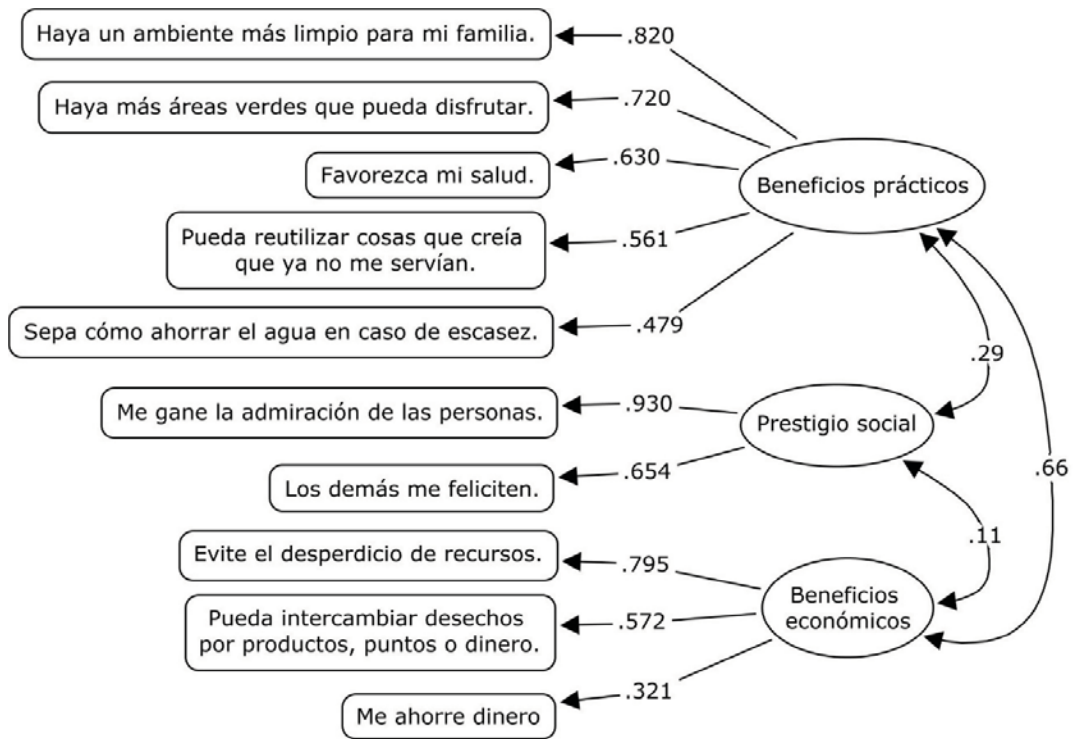 Haya un ambiente más limpio para mi familia.
.820
Haya más áreas verdes que pueda disfrutar.
.720
Favorezca mi salud.
.630
Beneficios prácticos
Pueda reutilizar cosas que creía
que ya no me servían.
.561
Sepa cómo ahorrar el agua en caso de escasez.
.479
.29
Me gane la admiración de las personas.
.930
Prestigio social
Los demás me feliciten.
.654
.66
.11
Evite el desperdicio de recursos.
.795
Beneficios
económicos
Pueda intercambiar desechos
por productos, puntos o dinero.
.572
Me ahorre dinero
.321